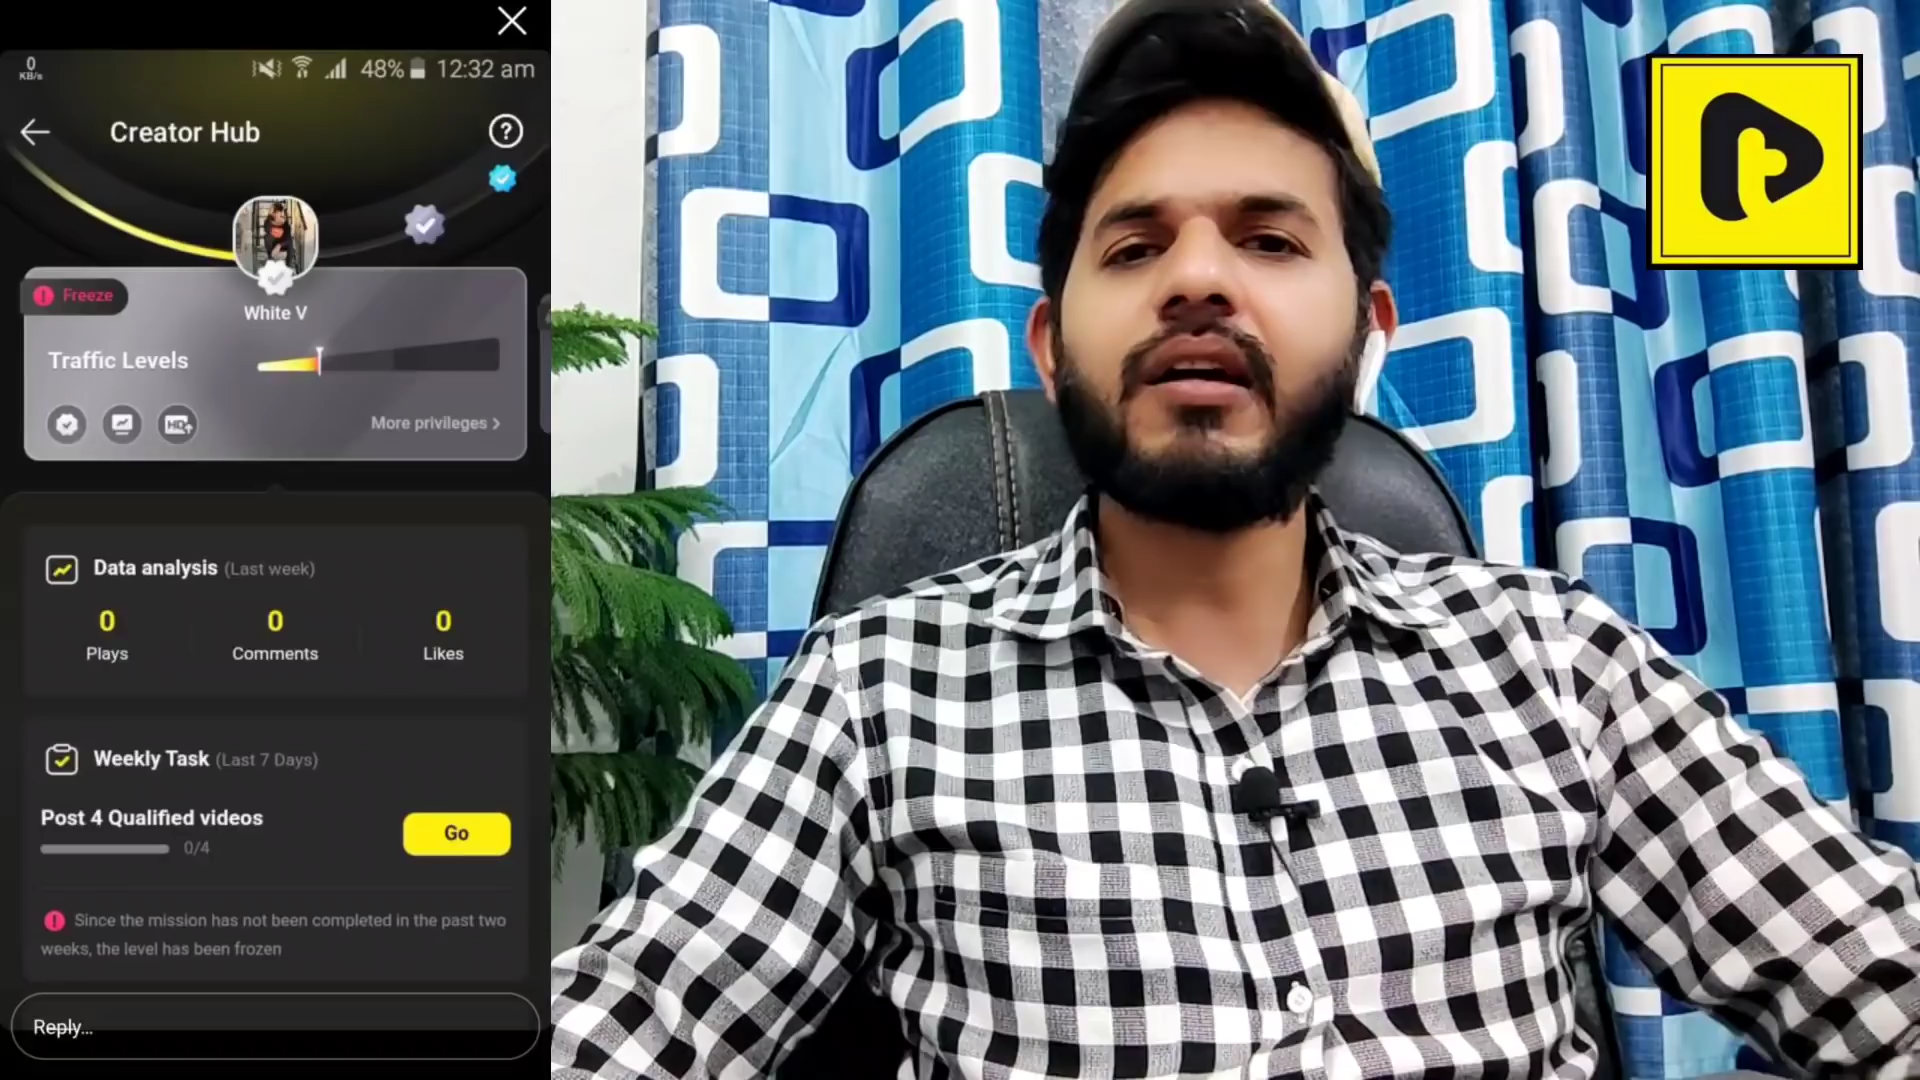 0
KB/s
48%
12:32 am
Creator Hub
Freeze
White V
Traffic Levels
HQ
More privileges
Data analysis (Last week)
0
0
0
Plays
Comments
Likes
Weekly Task (Last 7 Days)
Post 4 Qualified videos
0/4
Go
Since the mission has not been completed in the past two
weeks, the level has been frozen
Reply...